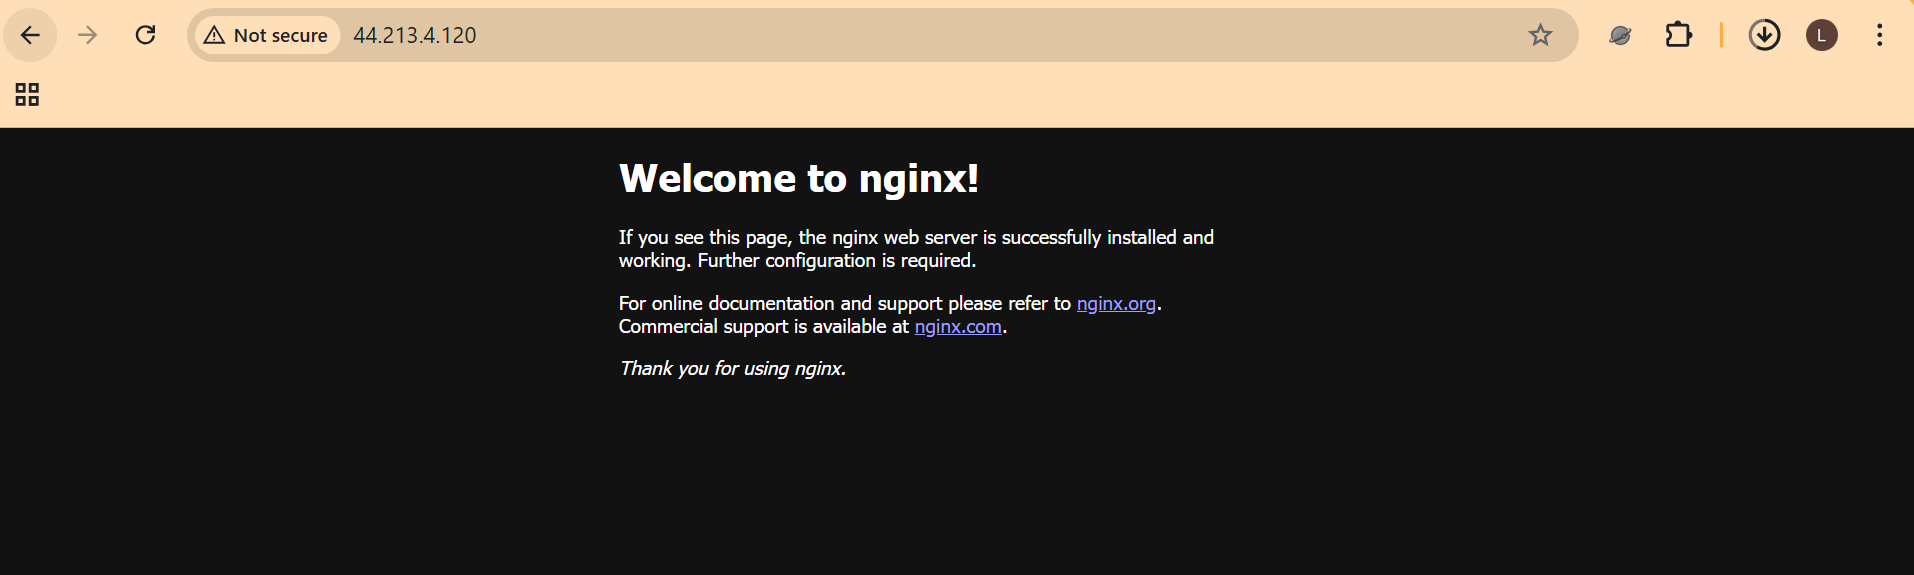 Not secure
44.213.4.120
L
Welcome to nginx!
If you see this page, the nginx web server is successfully installed and
working. Further configuration is required.
For online documentation and support please refer to nginx.org.
Commercial support is available at nginx.com.
Thank you for using nginx.